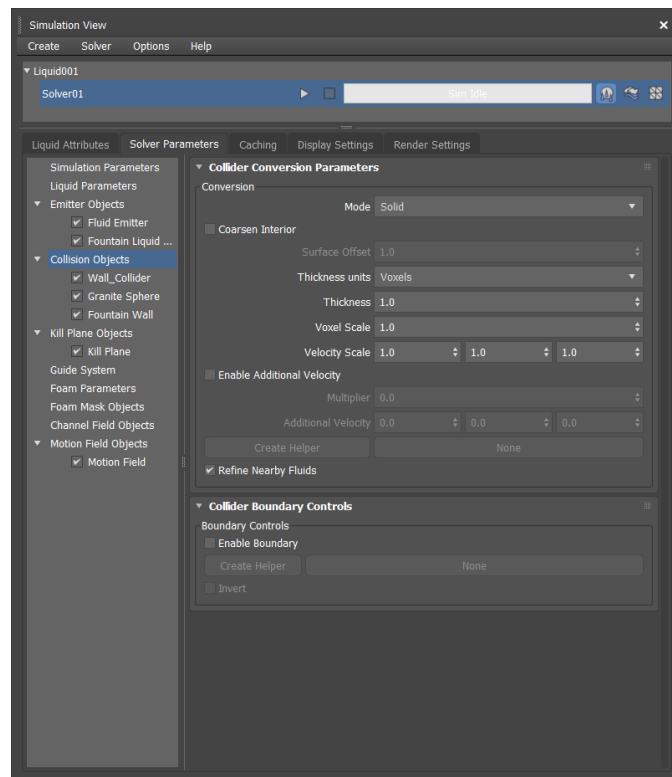 Simulation View
Create Solver Options Help
Liquid001
Solver01 Sim Idle
Liquid Attributes Solver Parameters Caching Display Settings Render Settings
Simulation Parameters
Liquid Parameters
Emitter Objects
Fluid Emitter
Fountain Liquid ...
Collision Objects
Wall_Collider
Granite Sphere
Fountain Wall
Kill Plane Objects
Kill Plane
Guide System
Foam Parameters
Foam Mask Objects
Channel Field Objects
Motion Field Objects
Motion Field
Collider Conversion Parameters
Conversion
Mode Solid
Coarsen Interior
Surface Offset 1.0
Thickness units Voxels
Thickness 1.0
Voxel Scale 1.0
Velocity Scale 1.0 1.0 1.0
Enable Additional Velocity
Multiplier 0.0
Additional Velocity 0.0 0.0 0.0
Create Helper None
Refine Nearby Fluids
Collider Boundary Controls
Boundary Controls
Enable Boundary
Create Helper None
Invert